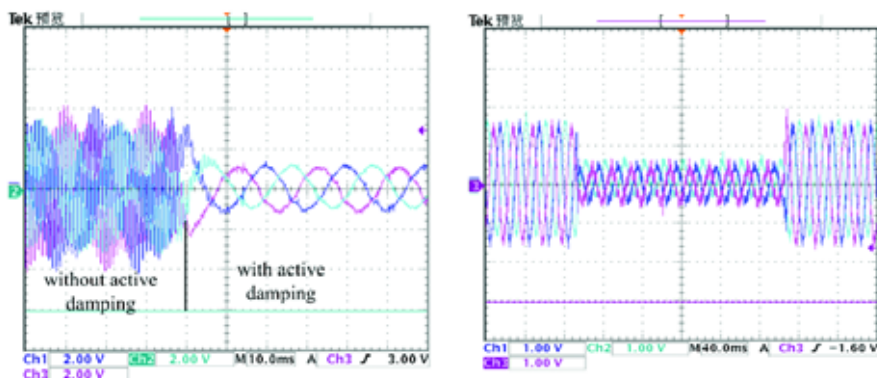 Tek 预览
without active
damping
with active
damping
Ch1 2.00 V Ch2 2.00 V M 10.0ms A Ch3 ƒ 3.00 V
Ch3 2.00 V
Tek 预览
Ch1 1.00 V Ch2 1.00 V M 40.0ms A Ch3 ƒ -1.60 V
Ch3 1.00 V